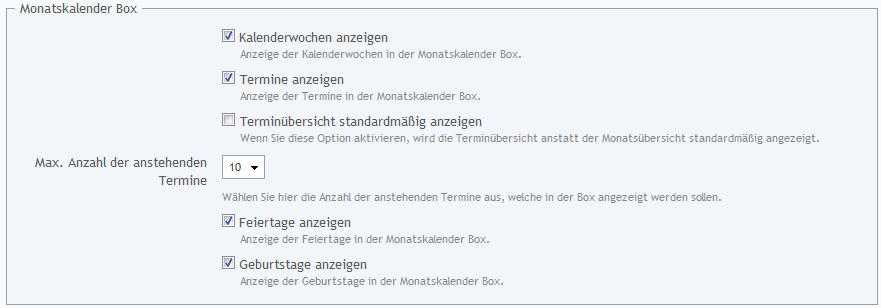 Monatskalender Box
Kalenderwochen anzeigen
Anzeige der Kalenderwochen in der Monatskalender Box.
Termine anzeigen
Anzeige der Termine in der Monatskalender Box.
Terminübersicht standardmäßig anzeigen
Wenn Sie diese Option aktivieren, wird die Terminübersicht anstatt der Monatsübersicht standardmäßig angezeigt.
Max. Anzahl der anstehenden
Termine
10
Wählen Sie hier die Anzahl der anstehenden Termine aus, welche in der Box angezeigt werden sollen.
Feiertage anzeigen
Anzeige der Feiertage in der Monatskalender Box.
Geburtstage anzeigen
Anzeige der Geburtstage in der Monatskalender Box.